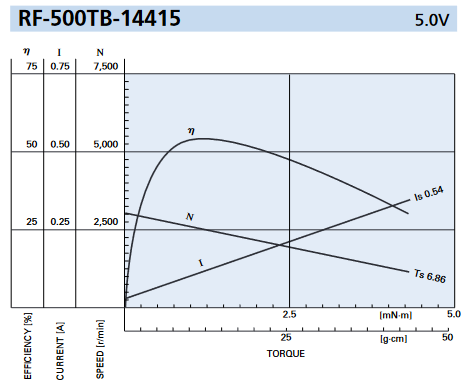 RF-500TB-14415 5.0V
η I N
75 0.75 7,500
50 0.50 5,000
25 0.25 2,500
η
N
I
Is 0.54
Ts 6.86
2.5 [mN·m] 5.0
25 [g·cm] 50
TORQUE
EFFICIENCY [%]
CURRENT [A]
SPEED [r/min]